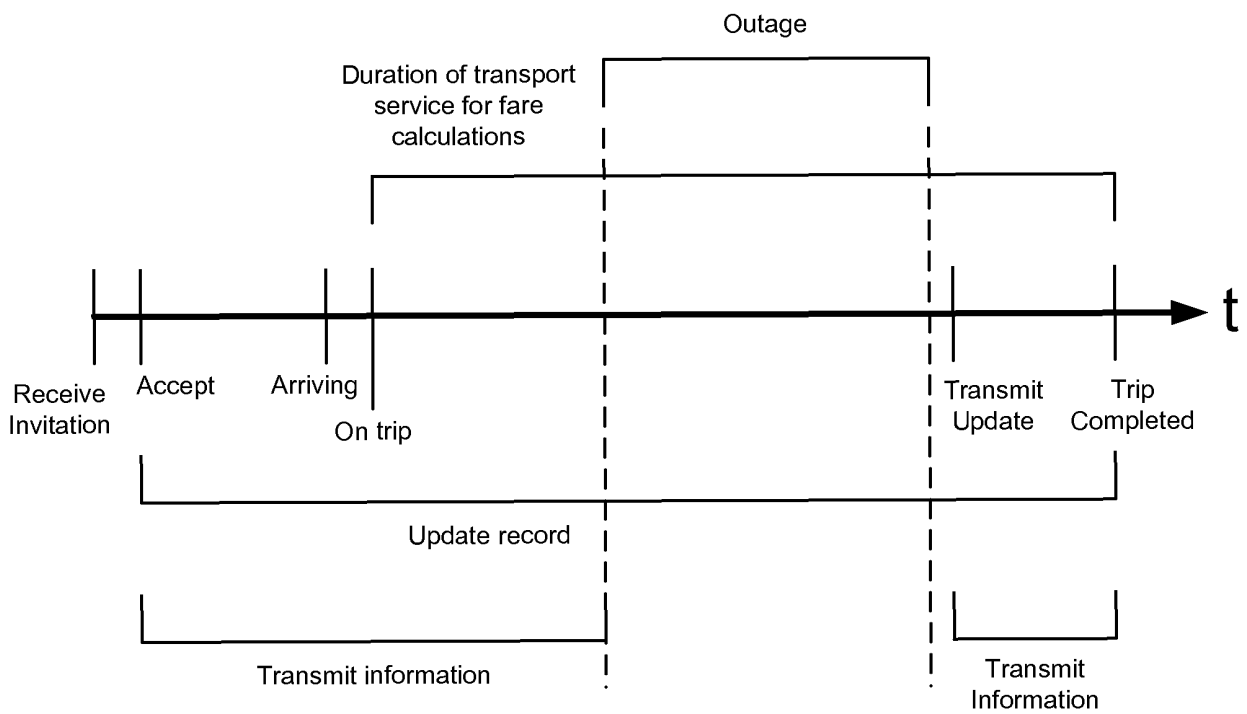 Outage
Duration of transport
service for fare
calculations
t
Receive
Invitation
Accept
Arriving
On trip
Transmit
Update
Trip
Completed
Update record
Transmit information
Transmit
Information